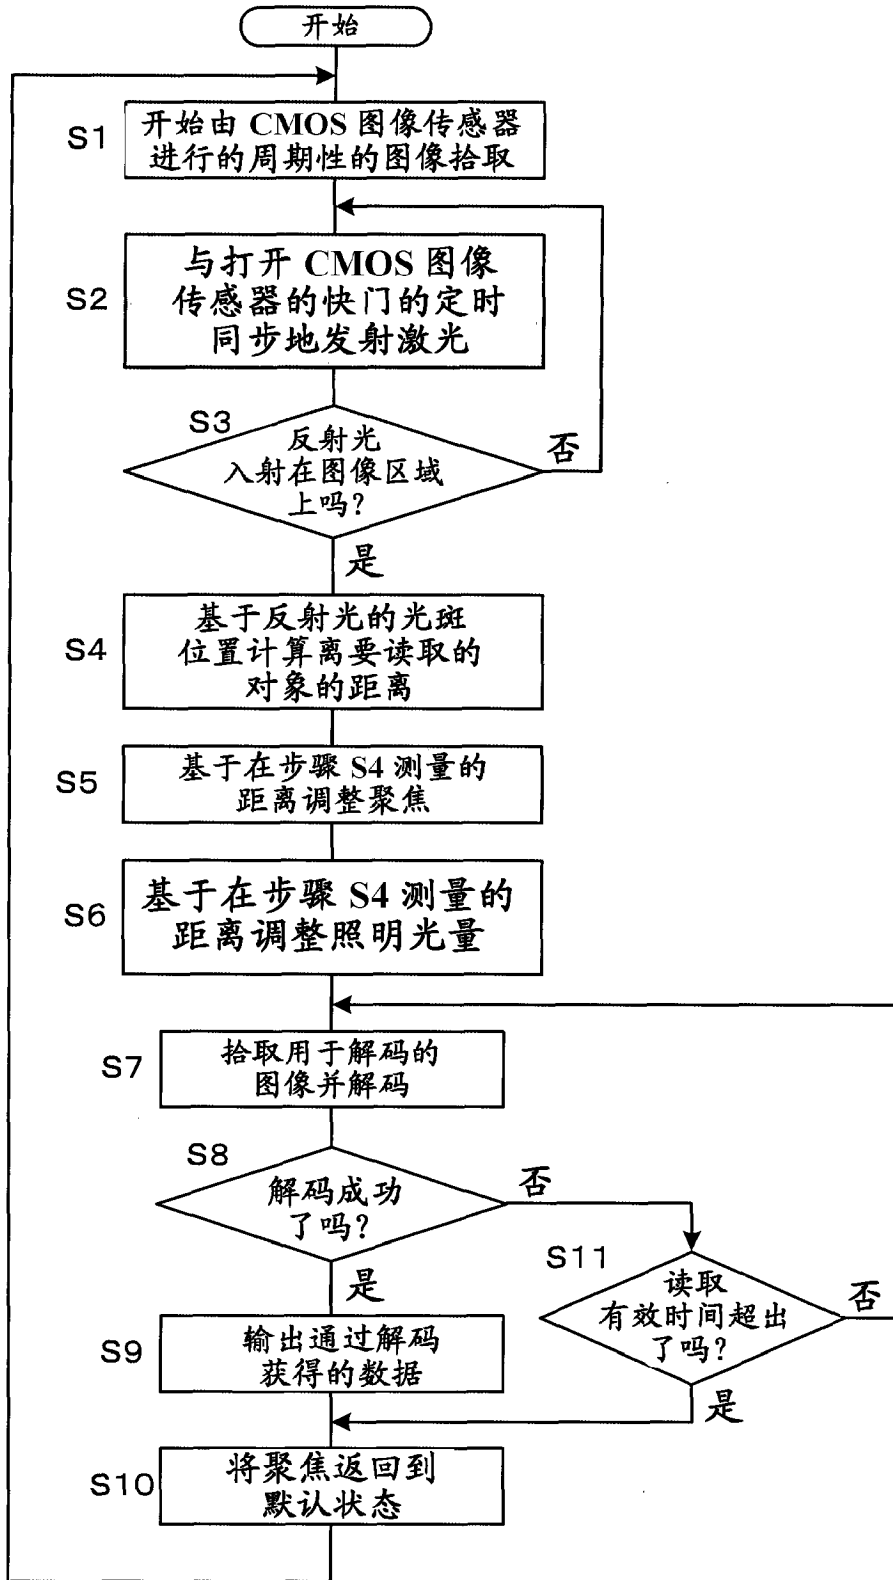 开始
S1
开始由 CMOS 图像传感器
进行的周期性的图像拾取
S2
与打开 CMOS 图像
传感器的快门的定时
同步地发射激光
S3
反射光
入射在图像区域
上吗?
否
是
S4
基于反射光的光斑
位置计算离要读取的
对象的距离
S5
基于在步骤 S4 测量的
距离调整聚焦
S6
基于在步骤 S4 测量的
距离调整照明光量
S7
拾取用于解码的
图像并解码
S8
解码成功
了吗?
否
是
S11
读取
有效时间超出
了吗?
否
是
S9
输出通过解码
获得的数据
S10
将聚焦返回到
默认状态